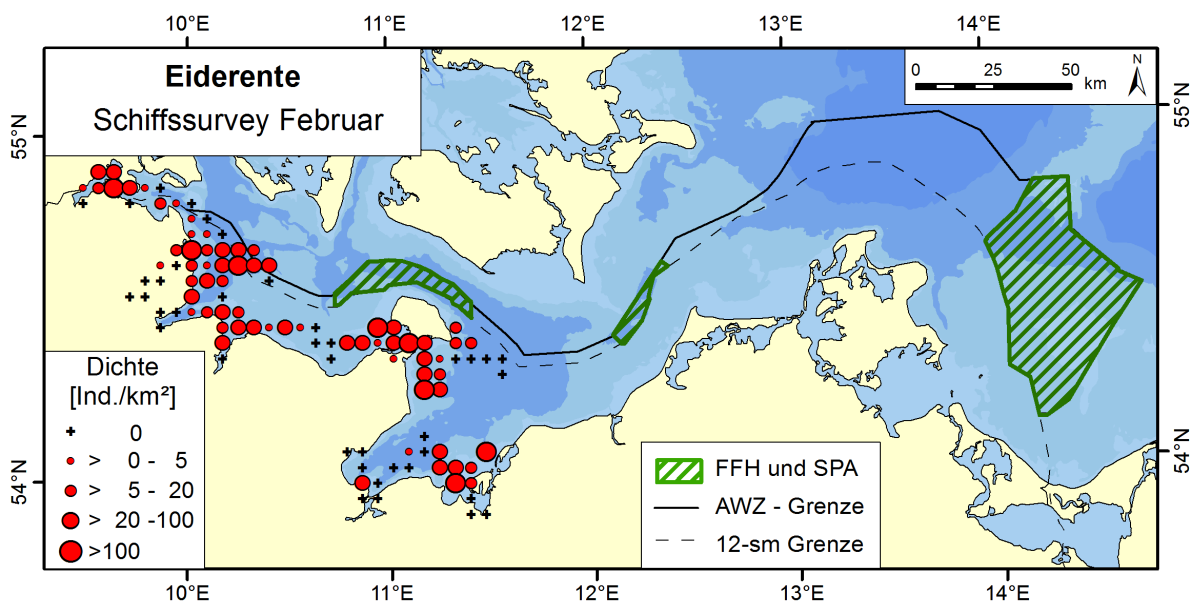 10°E 11°E 12°E 13°E 14°E
Eiderente
Schiffssurvey Februar
0 25 50
km
N
55°N
55°N
Dichte
[Ind./km²]
0
> 0 - 5
> 5 - 20
> 20 -100
>100
54°N
54°N
FFH und SPA
AWZ - Grenze
12-sm Grenze
10°E 11°E 12°E 13°E 14°E